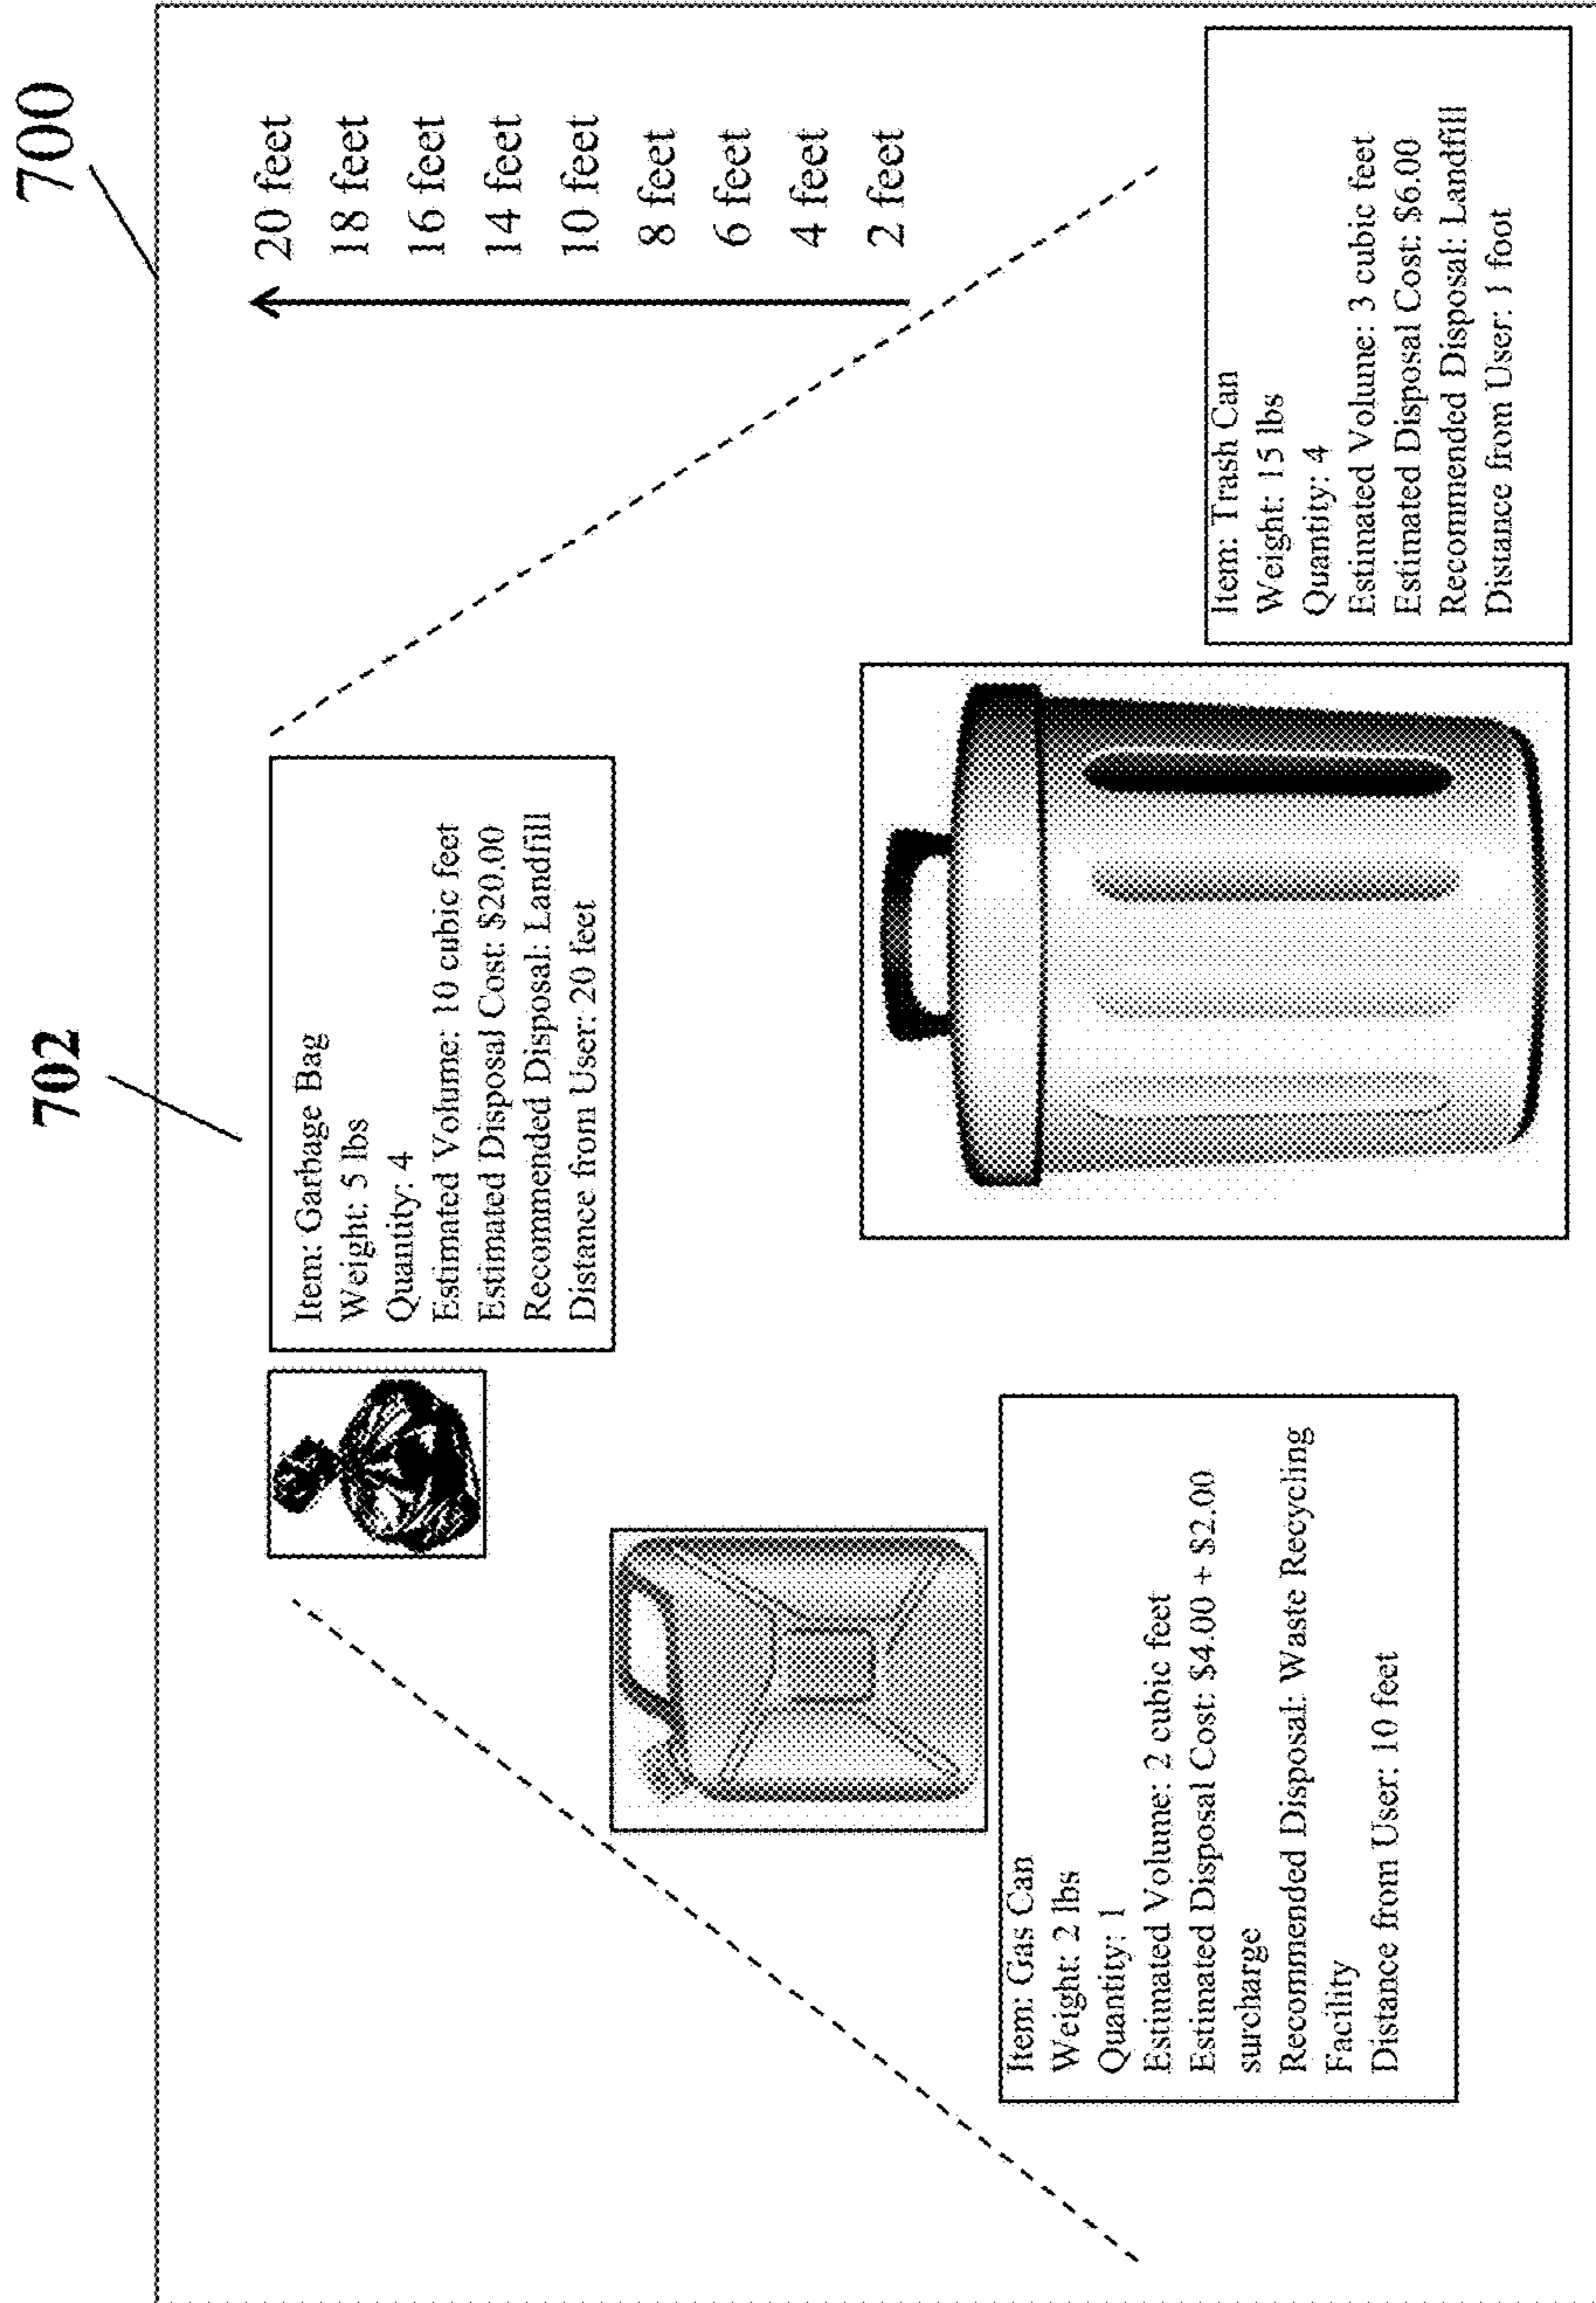 700
702
20 feet
18 feet
16 feet
14 feet
10 feet
8 feet
6 feet
4 feet
2 feet
Item: Garbage Bag
Weight: 5 lbs
Quantity: 4
Estimated Volume: 10 cubic feet
Estimated Disposal Cost: $20.00
Recommended Disposal: Landfill
Distance from User: 20 feet
Item: Gas Can
Weight: 2 lbs
Quantity: 1
Estimated Volume: 2 cubic feet
Estimated Disposal Cost: $4.00 + $2.00
surcharge
Recommended Disposal: Waste Recycling
Facility
Distance from User: 10 feet
Item: Trash Can
Weight: 15 lbs
Quantity: 4
Estimated Volume: 3 cubic feet
Estimated Disposal Cost: $6.00
Recommended Disposal: Landfill
Distance from User: 1 foot